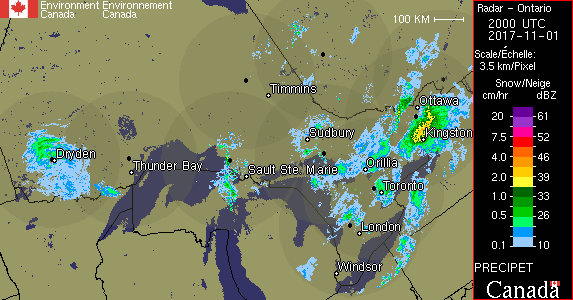 Environment Environnement
Canada Canada
100 KM
Timmins
Ottawa
Kingston
Sudbury
Dryden
Thunder Bay
Sault Ste. Marie
Orillia
Toronto
London
Windsor
Radar - Ontario
2000 UTC
2017-11-01
Scale/Échelle:
3.5 km/Pixel
Snow/Neige
cm/hr dBZ
20 61
7.5 52
4.0 46
2.0 39
1.0 33
0.5 26
0.1 10
PRECIPET
Canada